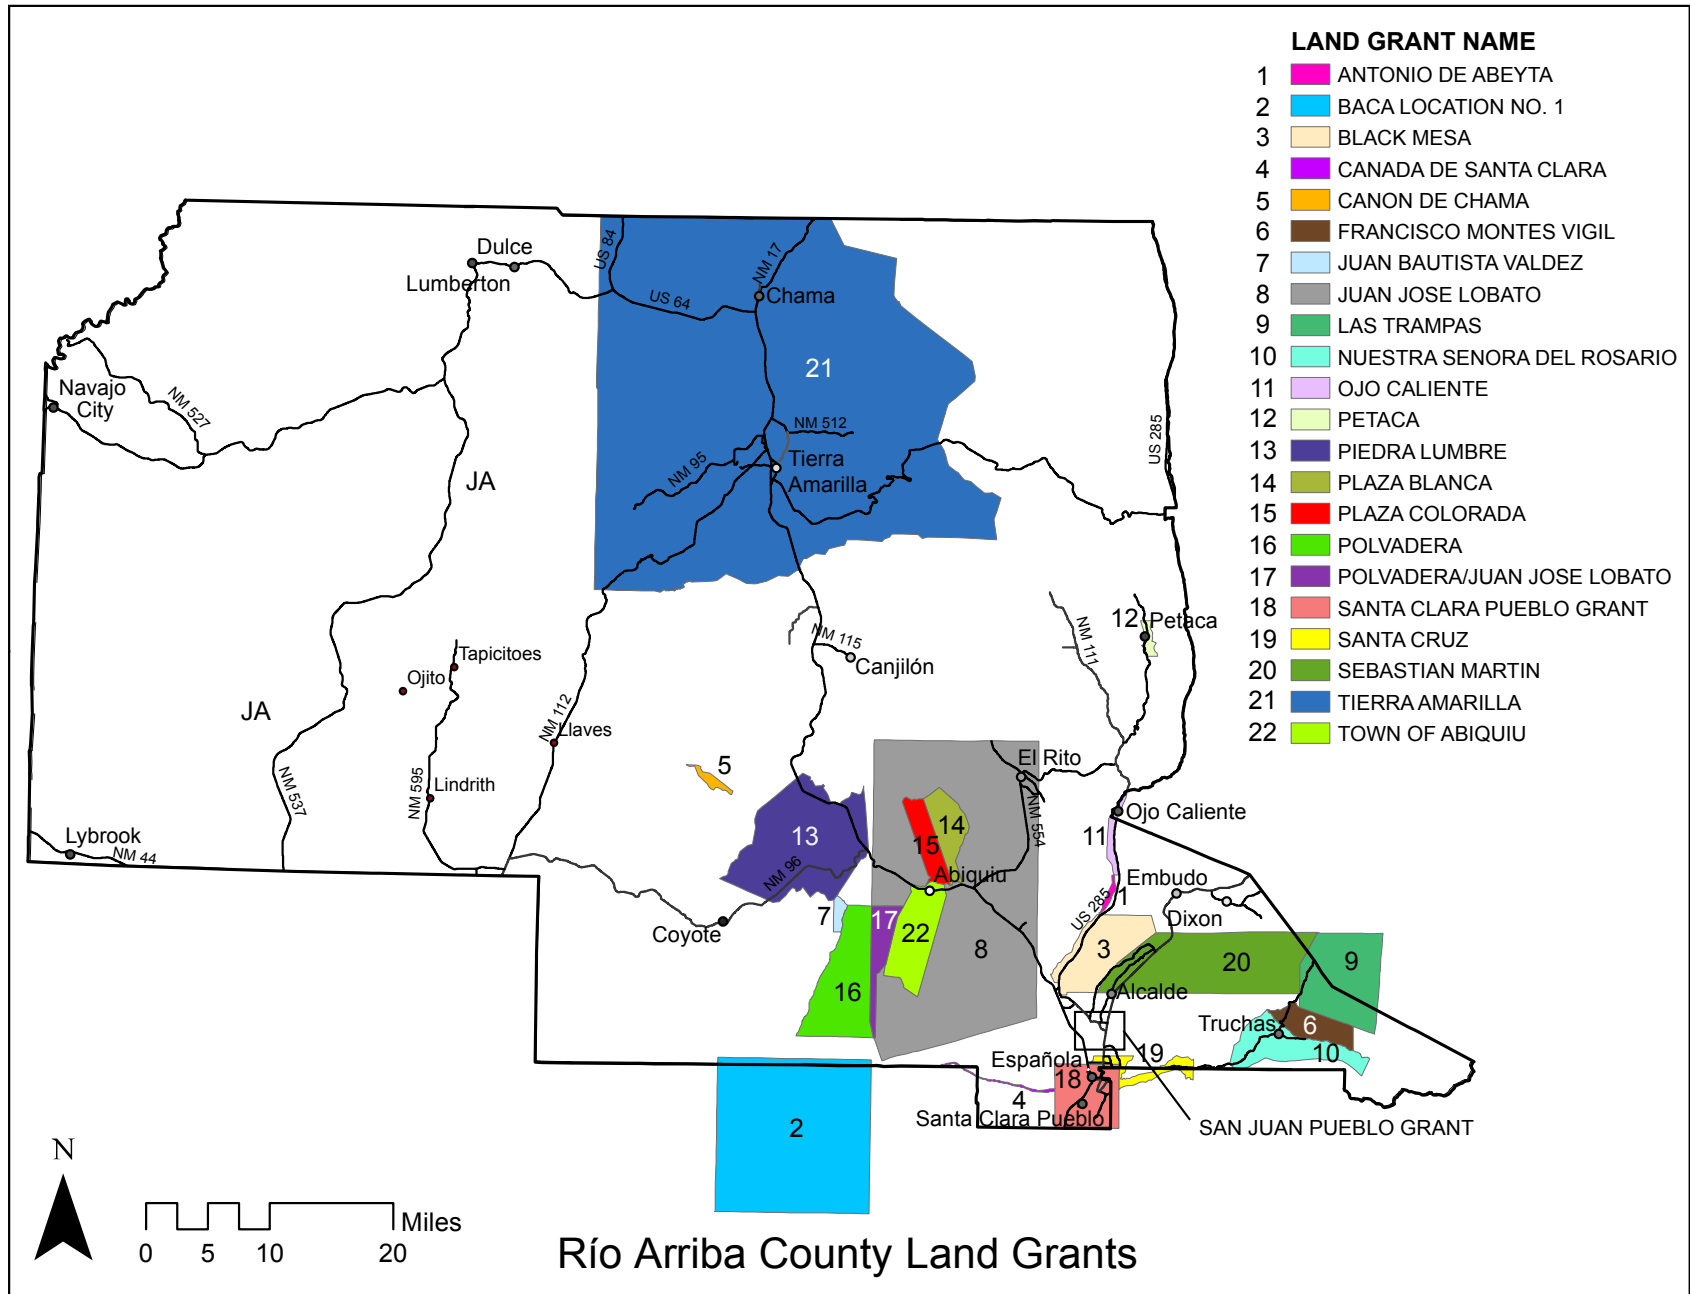 LAND GRANT NAME
1 ANTONIO DE ABEYTA
2 BACA LOCATION NO. 1
3 BLACK MESA
4 CANADA DE SANTA CLARA
5 CANON DE CHAMA
6 FRANCISCO MONTES VIGIL
7 JUAN BAUTISTA VALDEZ
8 JUAN JOSE LOBATO
9 LAS TRAMPAS
10 NUESTRA SENORA DEL ROSARIO
11 OJO CALIENTE
12 PETACA
13 PIEDRA LUMBRE
14 PLAZA BLANCA
15 PLAZA COLORADA
16 POLVADERA
17 POLVADERA/JUAN JOSE LOBATO
18 SANTA CLARA PUEBLO GRANT
19 SANTA CRUZ
20 SEBASTIAN MARTIN
21 TIERRA AMARILLA
22 TOWN OF ABIQUIU
Dulce
Lumberton
US 84
NM 17
US 64
Chama
21
Navajo
City
NM 527
NM 512
US 285
NM 95
Tierra
Amarilla
JA
12
Petaca
NM 115
NM 111
Canjilón
Tapicitoes
Ojito
JA
NM 112
Llaves
5
El Rito
NM 537
NM 595
Lindrith
Ojo Caliente
NM 554
13
14
15
11
Lybrook
NM 44
NM 96
Abiquiu
Embudo
1
US 285
Dixon
7
17
22
Coyote
8
3
20
9
16
Alcalde
Truchas
6
10
Española
19
18
4
Santa Clara Pueblo
SAN JUAN PUEBLO GRANT
2
N
Miles
0 5 10 20
Río Arriba County Land Grants